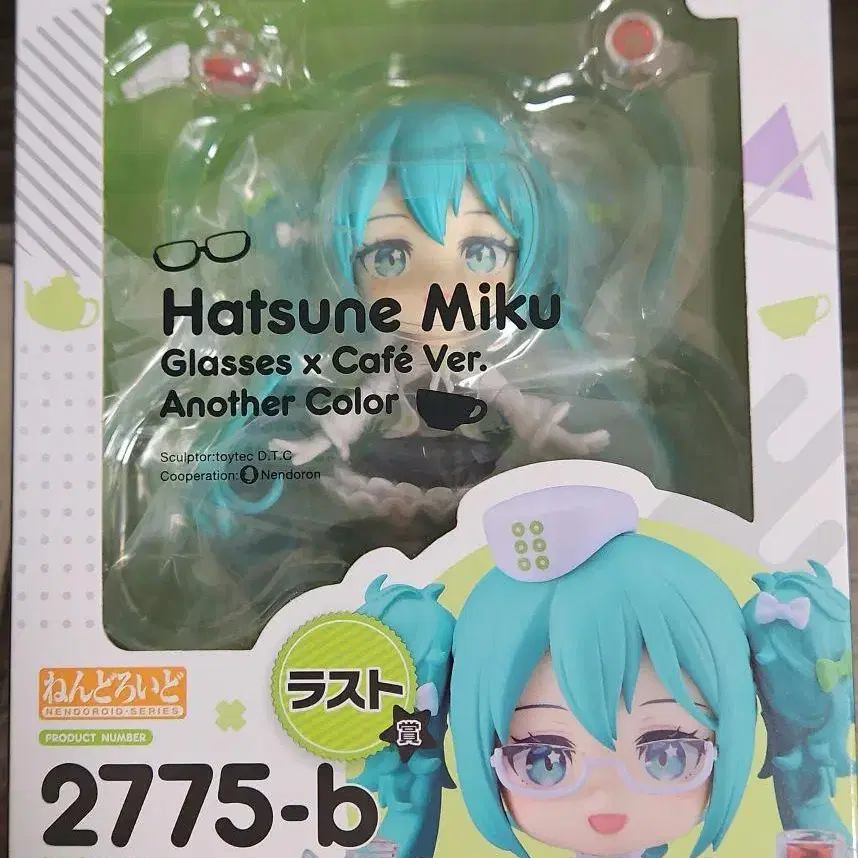 Hatsune Miku
Glasses x Café Ver.
Another Color
Sculptor:toytec D.T.C
Cooperation: Nendoron
ねんどろいど
NENDOROID・SERIES
PRODUCT NUMBER
2775-b
ラスト
賞